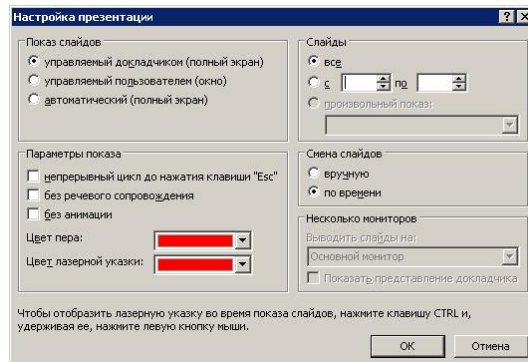 Настройка презентации
Показ слайдов
управляемый докладчиком (полный экран)
управляемый пользователем (окно)
автоматический (полный экран)
Слайды
все
с по
произвольный показ:
Параметры показа
непрерывный цикл до нажатия клавиши "Esc"
без речевого сопровождения
без анимации
Цвет пера:
Цвет лазерной указки:
Смена слайдов
вручную
по времени
Несколько мониторов
Выводить слайды на:
Основной монитор
Показать представление докладчика
Чтобы отобразить лазерную указку во время показа слайдов, нажмите клавишу CTRL и,
удерживая ее, нажмите левую кнопку мыши.
ОК Отмена